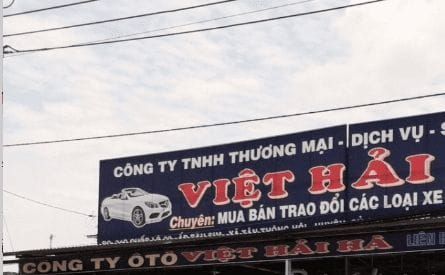 CÔNG TY TNHH THƯƠNG MẠI - DỊCH VỤ - S
VIỆT HẢI
Chuyên: MUA BÁN TRAO ĐỔI CÁC LOẠI XE
CÔNG TY ÔTÔ VIỆT HẢI HÀ LIÊN